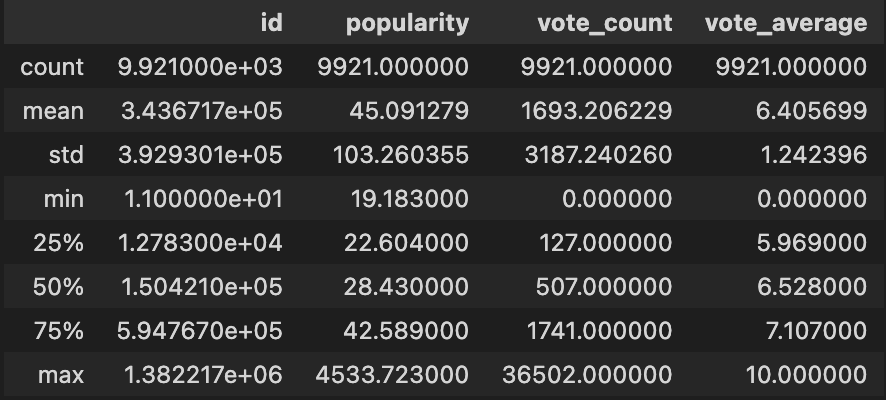 id popularity vote_count vote_average
count 9.921000e+03 9921.000000 9921.000000 9921.000000
mean 3.436717e+05 45.091279 1693.206229 6.405699
std 3.929301e+05 103.260355 3187.240260 1.242396
min 1.100000e+01 19.183000 0.000000 0.000000
25% 1.278300e+04 22.604000 127.000000 5.969000
50% 1.504210e+05 28.430000 507.000000 6.528000
75% 5.947670e+05 42.589000 1741.000000 7.107000
max 1.382217e+06 4533.723000 36502.000000 10.000000